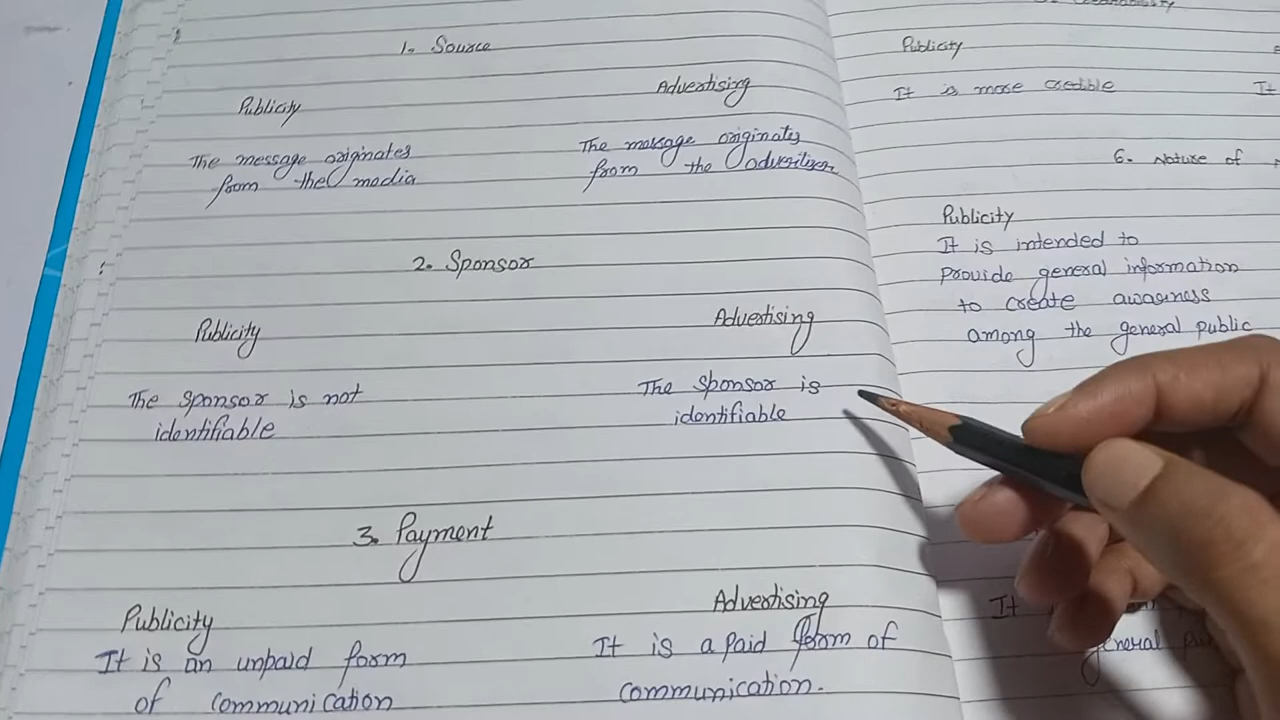 1. Source
Publicity
Advertising
The message originates
from the media
The message originates
from the advertiser
2. Sponsor
Publicity
Advertising
The sponsor is not
identifiable
The sponsor is
identifiable
3. Payment
Publicity
Advertising
It is an unpaid form
of communication
It is a paid form of
communication.
Publicity
It is more credible
It
6. Nature of
Publicity
It is intended to
provide general information
to create awareness
among the general public
It
general